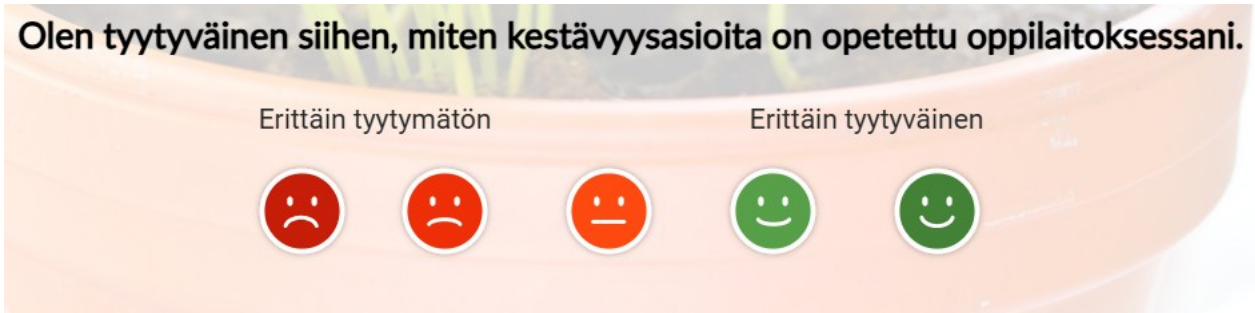 Olen tyytyväinen siihen, miten kestävyysasioita on opetettu oppilaitoksessani.
Erittäin tyytymätön Erittäin tyytyväinen